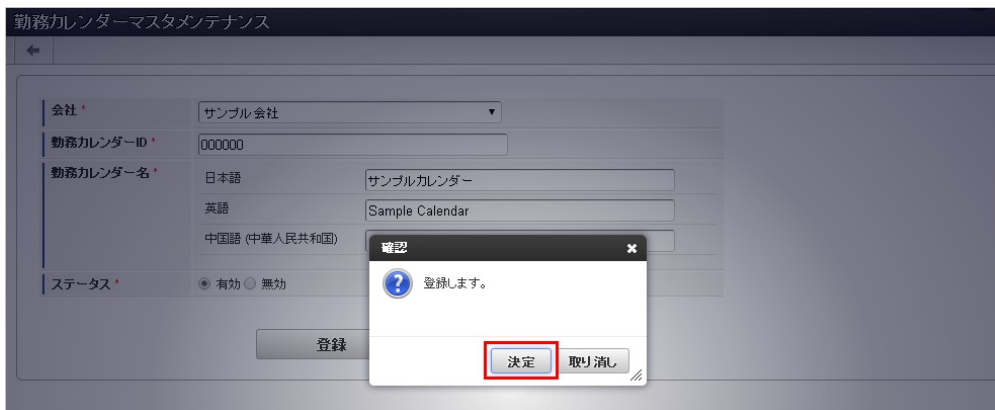 勤務カレンダーマスタメンテナンス
会社 *
サンプル会社
勤務カレンダーID *
000000
勤務カレンダー名 *
日本語
サンプルカレンダー
英語
Sample Calendar
中国語 (中華人民共和国)
確認
登録します。
ステータス *
有効 無効
登録
決定 取り消し